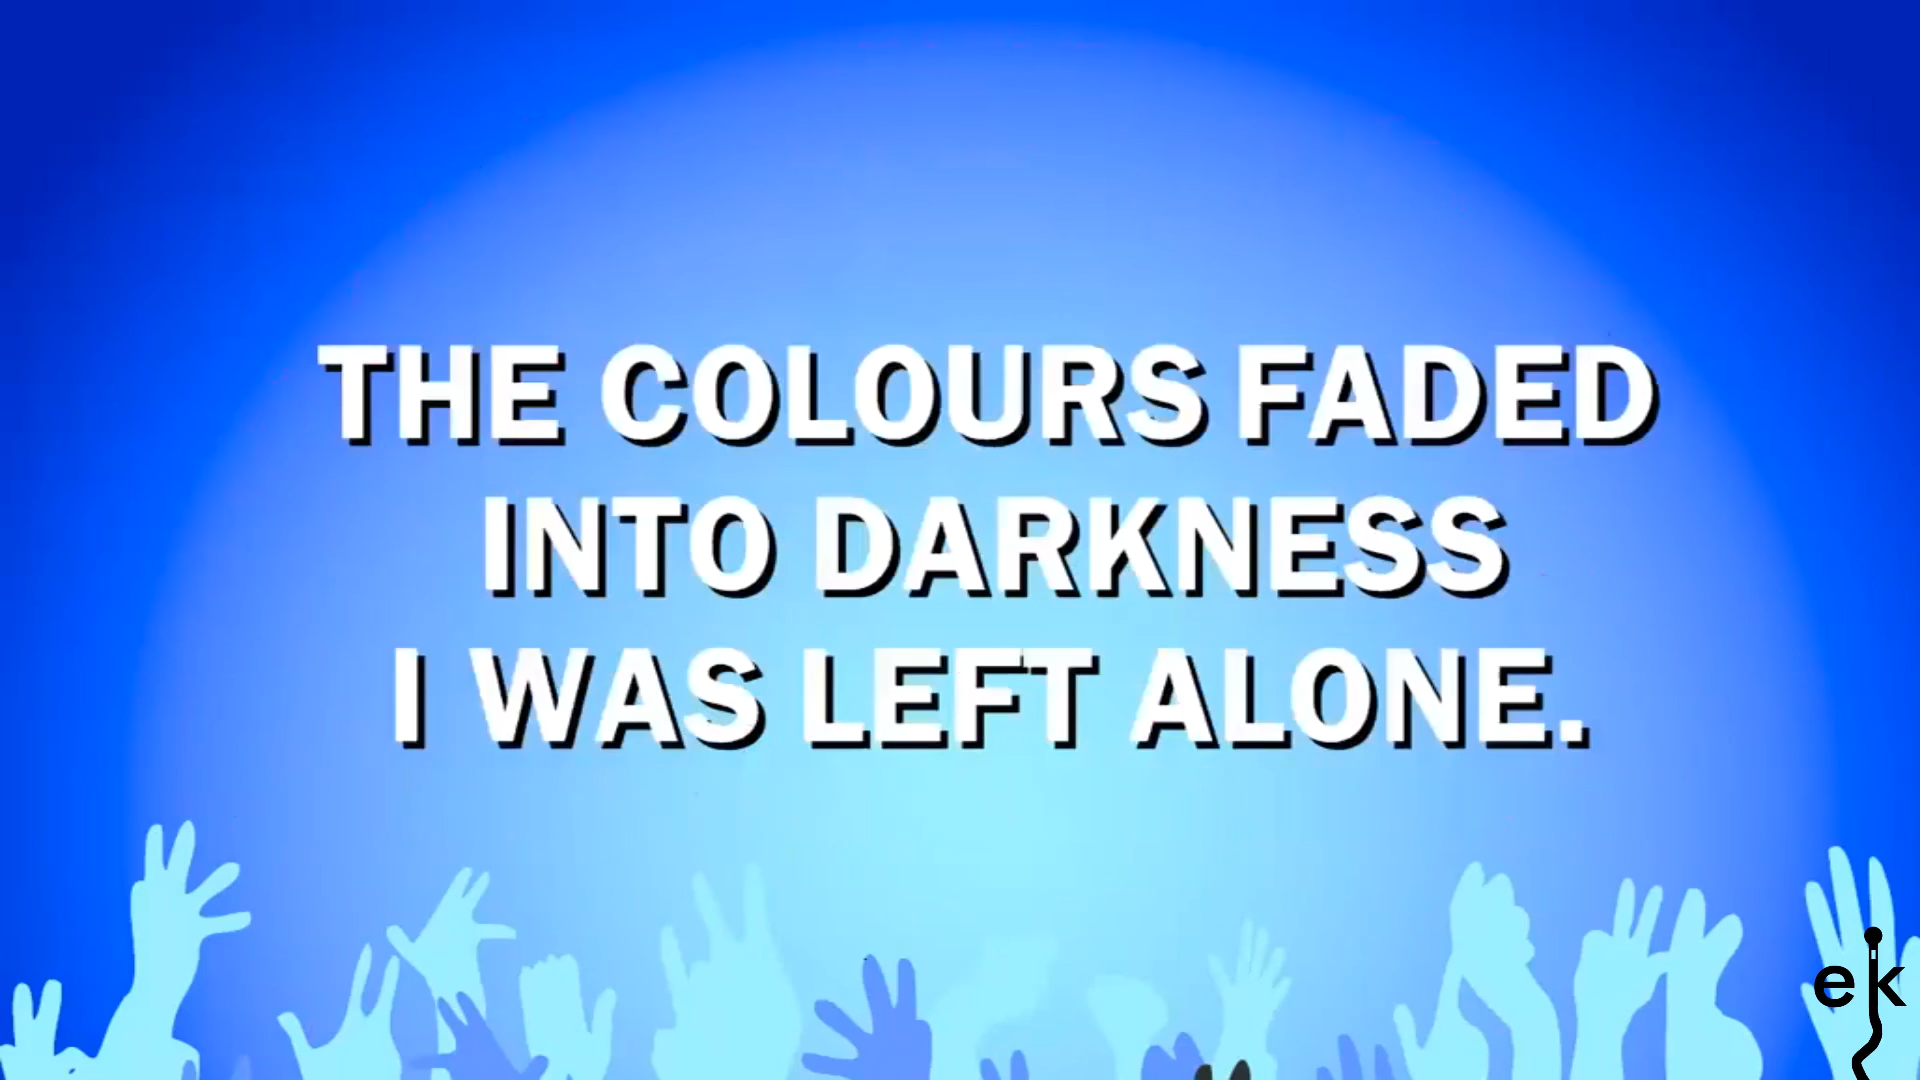 THE COLOURS FADED
INTO DARKNESS
I WAS LEFT ALONE.
ek